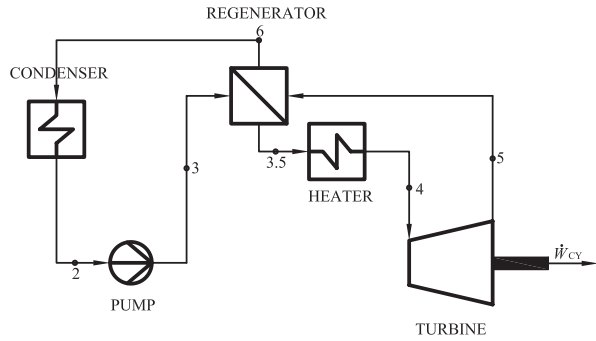 REGENERATOR
6
CONDENSER
3
3.5
5
HEATER
4
2
Ẇ_CY
PUMP
TURBINE